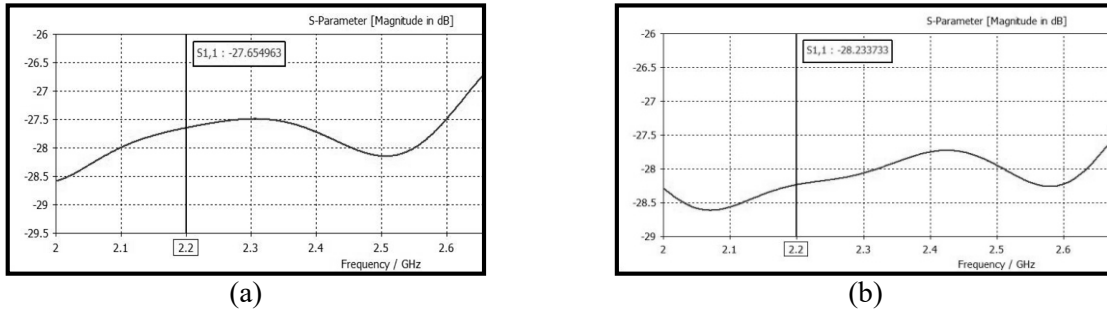 S-Parameter [Magnitude in dB]
-26
S1,1 : -27.654963
-26.5
-27
-27.5
-28
-28.5
-29
-29.5
2 2.1 2.2 2.3 2.4 2.5 2.6
Frequency / GHz
(a)
S-Parameter [Magnitude in dB]
-26
S1,1 : -28.233733
-26.5
-27
-27.5
-28
-28.5
-29
2 2.1 2.2 2.3 2.4 2.5 2.6
Frequency / GHz
(b)